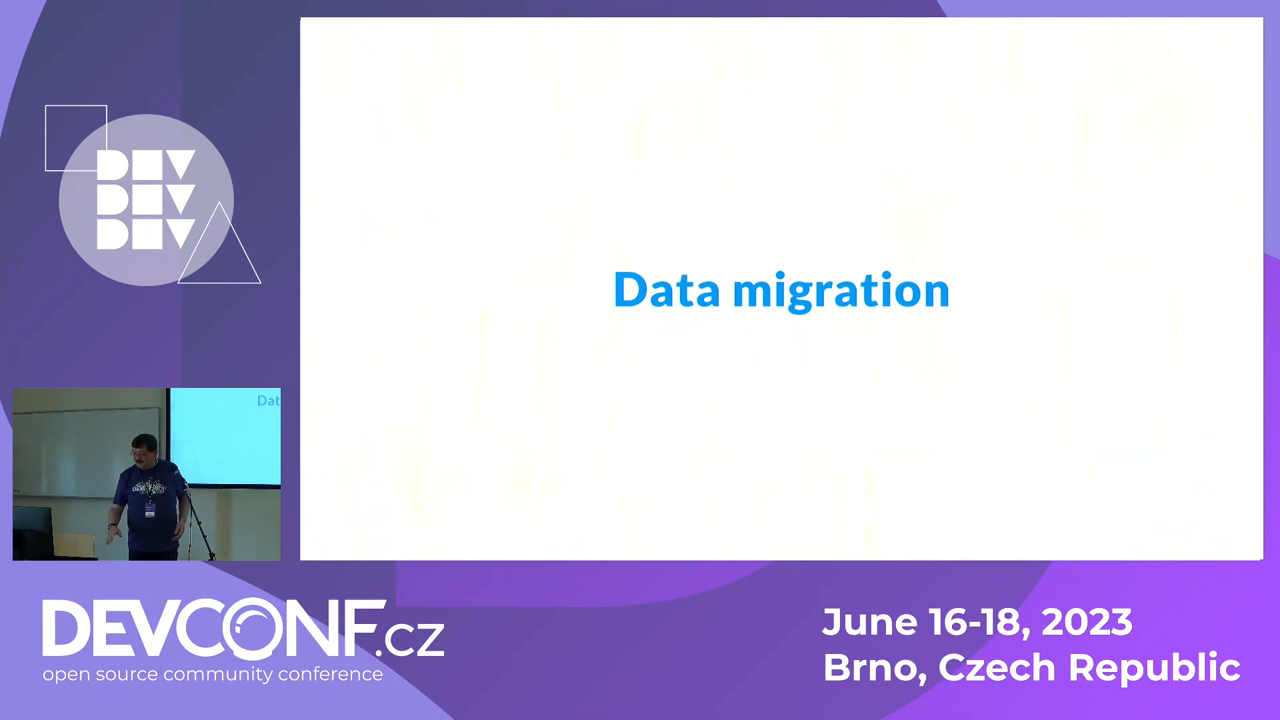 DEV
DEV
DEV
Data migration
Dat
DEVCONF.cz
open source community conference
June 16-18, 2023
Brno, Czech Republic